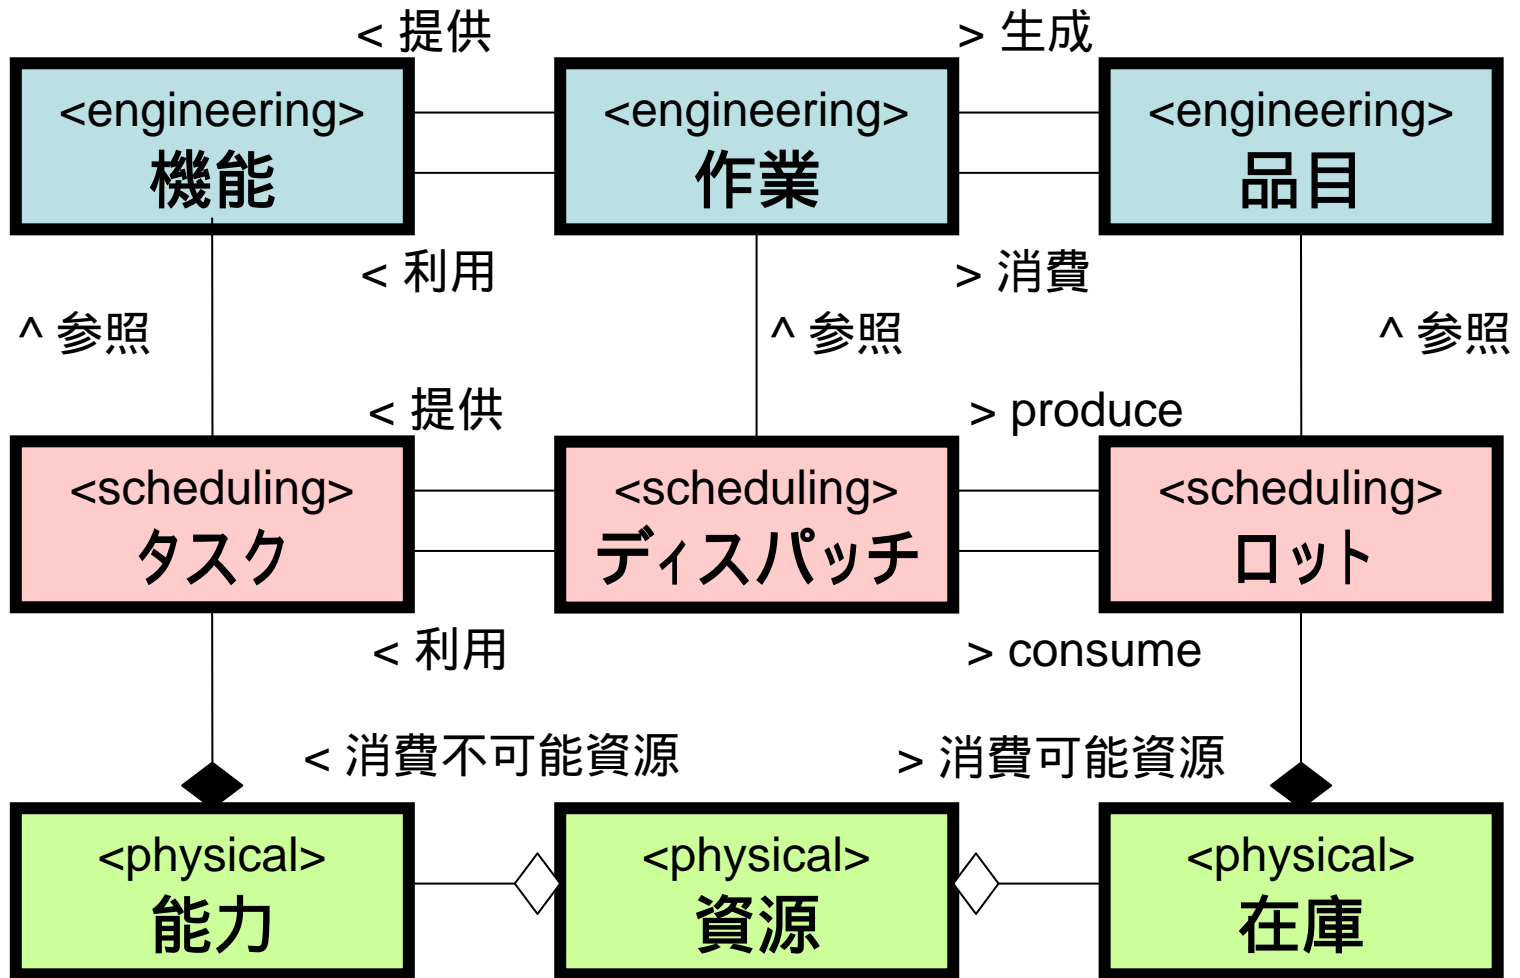 < 提供
> 生成
<engineering>
機能
<engineering>
作業
<engineering>
品目
< 利用
> 消費
^ 参照
^ 参照
^ 参照
< 提供
> produce
<scheduling>
タスク
<scheduling>
ディスパッチ
<scheduling>
ロット
< 利用
> consume
< 消費不可能資源
> 消費可能資源
<physical>
能力
<physical>
資源
<physical>
在庫